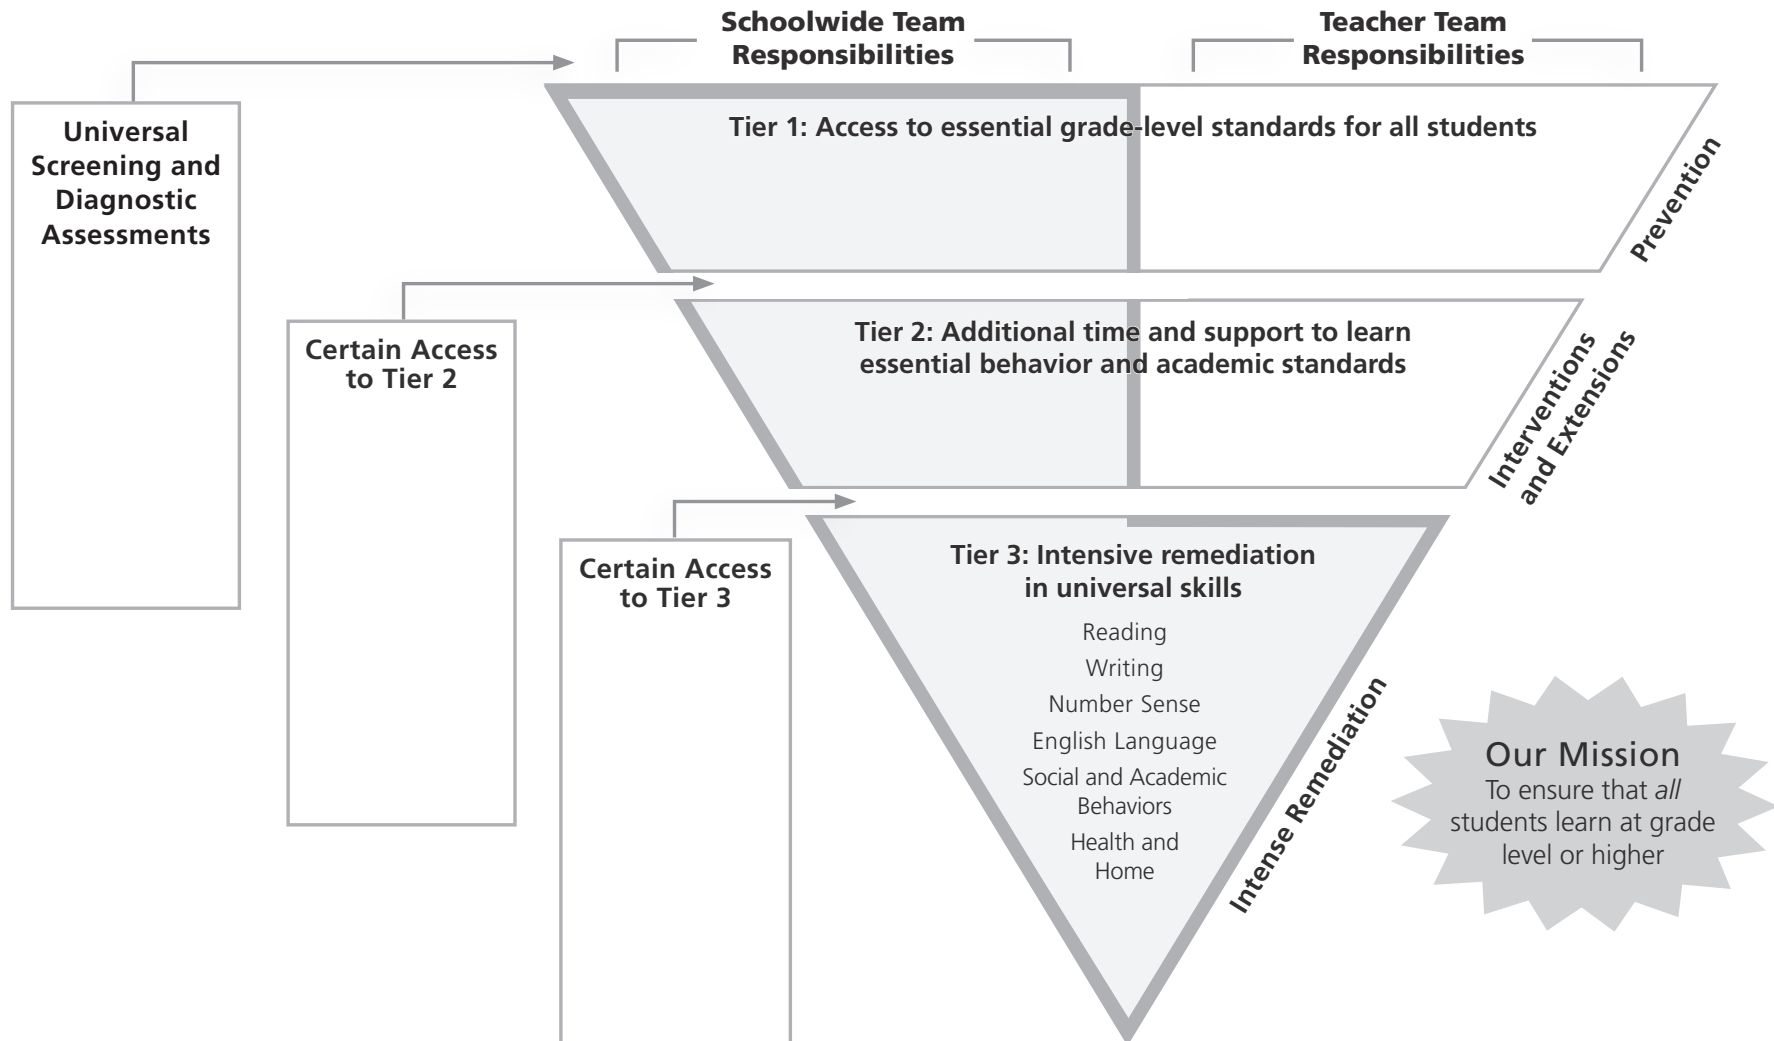 Schoolwide Team
Responsibilities
Teacher Team
Responsibilities
Universal
Screening and
Diagnostic
Assessments
Tier 1: Access to essential grade-level standards for all students
Prevention
Certain Access
to Tier 2
Tier 2: Additional time and support to learn
essential behavior and academic standards
Interventions
and Extensions
Certain Access
to Tier 3
Tier 3: Intensive remediation
in universal skills
Reading
Writing
Number Sense
English Language
Social and Academic
Behaviors
Health and
Home
Intense Remediation
Our Mission
To ensure that all
students learn at grade
level or higher